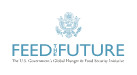 FEED THE FUTURE
The U.S. Government's Global Hunger & Food Security Initiative